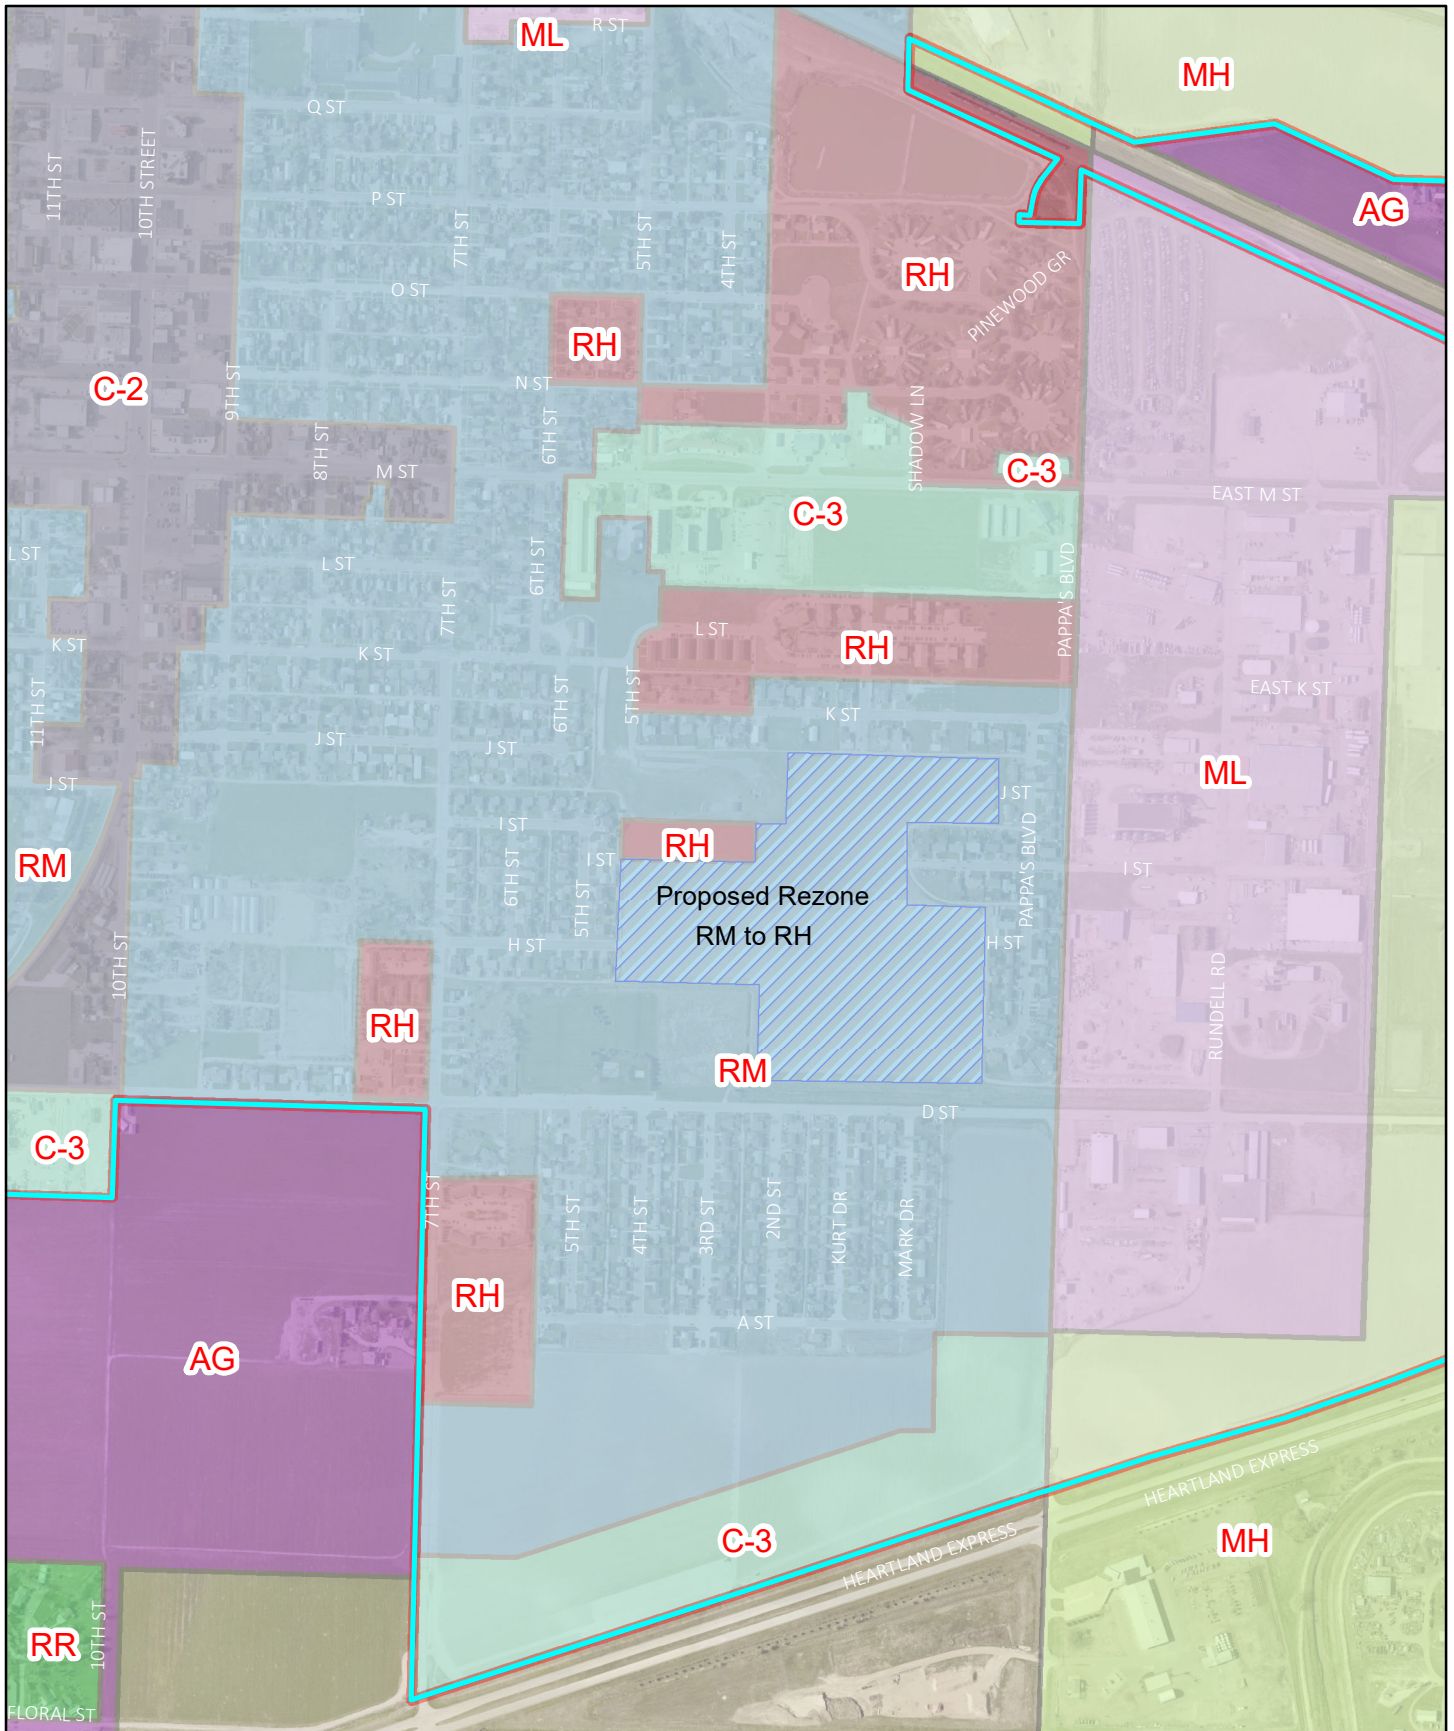 R ST
ML
MH
Q ST
11TH ST
10TH STREET
P ST
7TH ST
5TH ST
4TH ST
AG
RH
PINEWOOD GR
O ST
RH
N ST
C-2
9TH ST
6TH ST
8TH ST
M ST
SHADOW LN
C-3
EAST M ST
C-3
L ST
L ST
6TH ST
7TH ST
PAPPA'S BLVD
L ST
RH
K ST
K ST
11TH ST
6TH ST
5TH ST
K ST
EAST K ST
J ST
J ST
ML
J ST
J ST
I ST
RH
I ST
I ST
RM
6TH ST
5TH ST
PAPPA'S BLVD
Proposed Rezone
RM to RH
H ST
H ST
10TH ST
RUNDELL RD
RH
RM
D ST
C-3
7TH ST
5TH ST
4TH ST
3RD ST
2ND ST
KURT DR
MARK DR
RH
A ST
AG
HEARTLAND EXPRESS
C-3
MH
HEARTLAND EXPRESS
RR
10TH ST
FLORAL ST